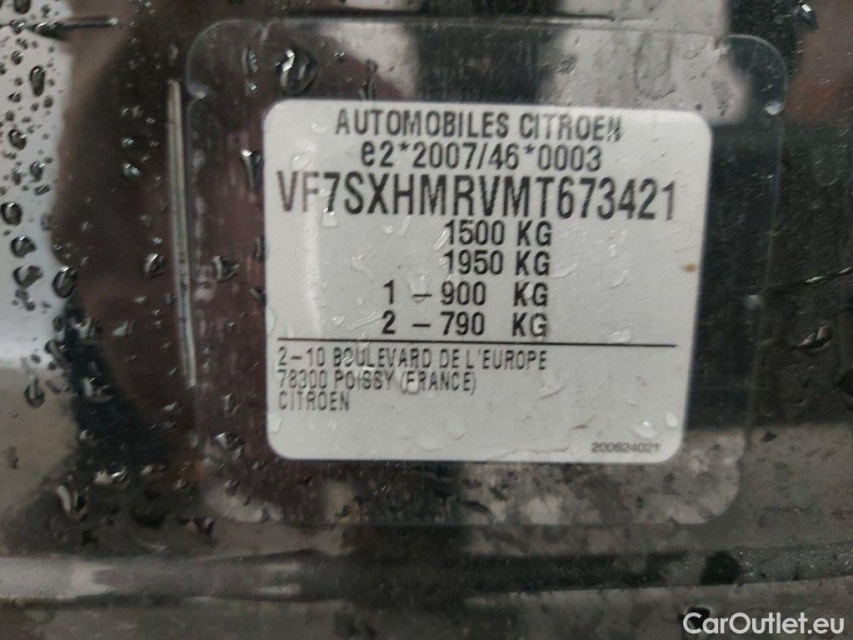 AUTOMOBILES CITROEN
e2*2007/46*0003
VF7SXHMRVMT673421
1500 KG
1950 KG
1 - 900 KG
2 - 790 KG
2-10 BOULEVARD DE L'EUROPE
78300 POISSY (FRANCE)
CITROEN
200624021
CarOutlet.eu